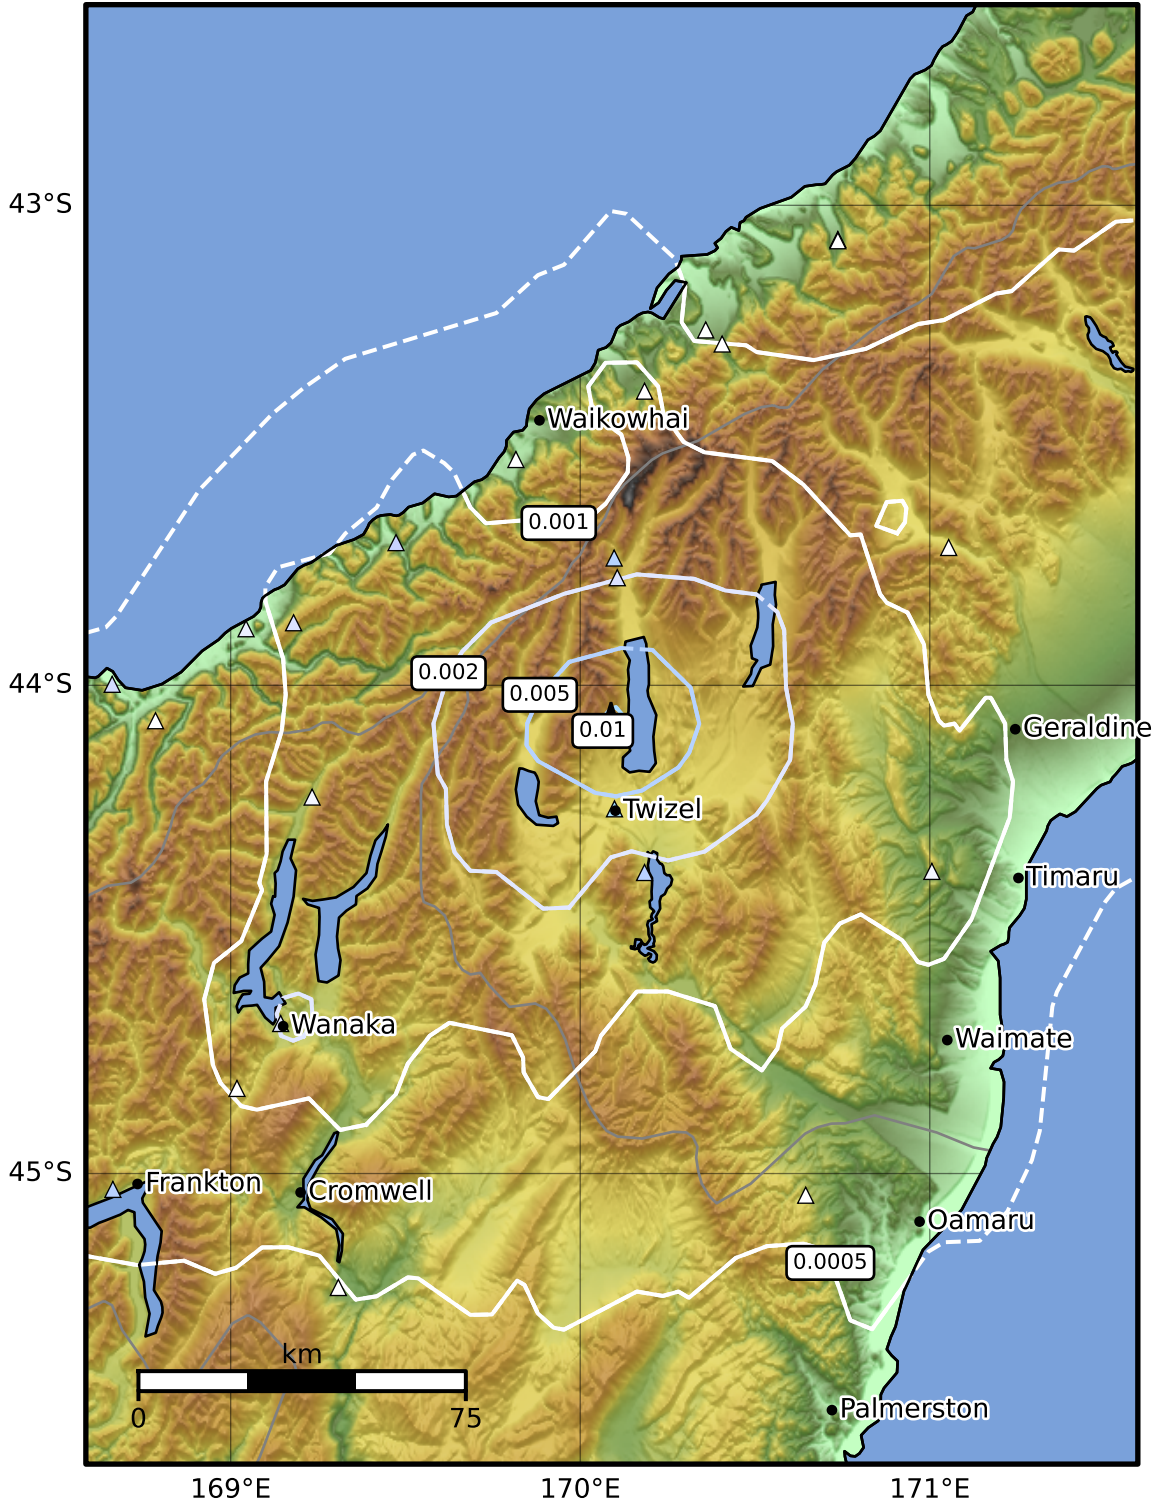 43°S
Waikowhai
0.001
44°S
0.002
0.005
0.01
Geraldine
Twizel
Timaru
Wanaka
Waimate
45°S
Frankton
Cromwell
Oamaru
0.0005
km
0
75
Palmerston
169°E
170°E
171°E